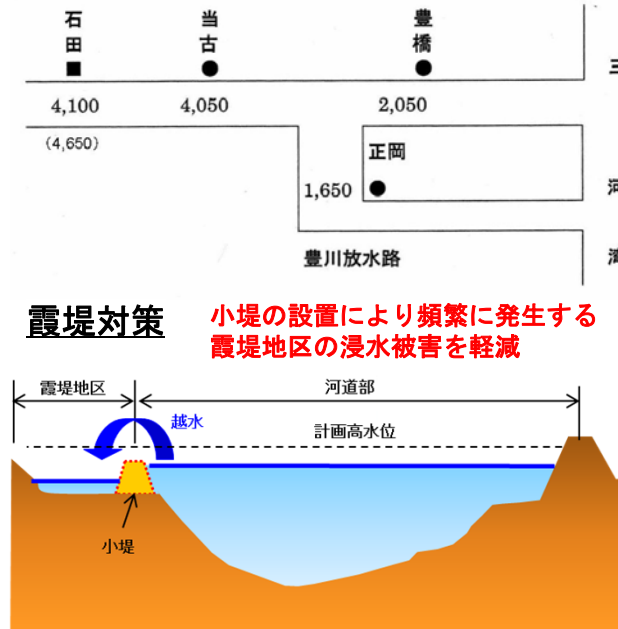 石田
当古
豊橋
4,100
4,050
2,050
(4,650)
正岡
1,650
豊川放水路
三
河
湾
霞堤対策
小堤の設置により頻繁に発生する
霞堤地区の浸水被害を軽減
霞堤地区
河道部
越水
計画高水位
小堤